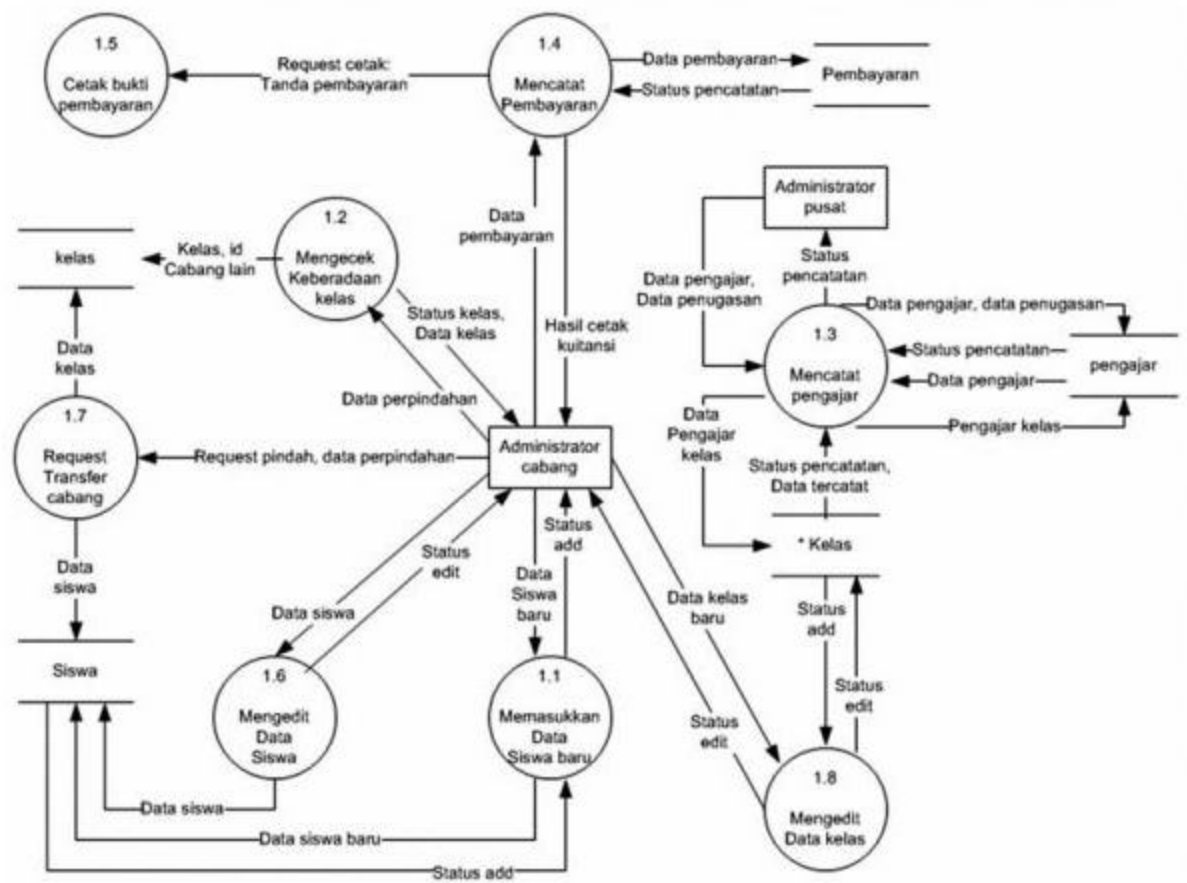 1.5
Cetak bukti
pembayaran
Request cetak:
Tanda pembayaran
1.4
Mencatat
Pembayaran
Data pembayaran
Status pencatatan
Pembayaran
Administrator
pusat
Data
pembayaran
1.2
Mengecek
Keberadaan
kelas
kelas
Kelas, id
Cabang lain
Status kelas,
Data kelas
Hasil cetak
kuitansi
Data pengajar,
Data penugasan
Status
pencatatan
Data pengajar, data penugasan
1.3
Mencatat
pengajar
Status pencatatan
Data pengajar
pengajar
Pengajar kelas
Data
kelas
Data perpindahan
1.7
Request
Transfer
cabang
Request pindah, data perpindahan
Administrator
cabang
Data
Pengajar
kelas
Status pencatatan,
Data tercatat
* Kelas
Data
siswa
Status
edit
Status
add
Data
Siswa
baru
Data siswa
Data kelas
baru
Status
add
Siswa
1.6
Mengedit
Data
Siswa
1.1
Memasukkan
Data
Siswa baru
Status
edit
Status
edit
1.8
Mengedit
Data kelas
Data siswa
Data siswa baru
Status add